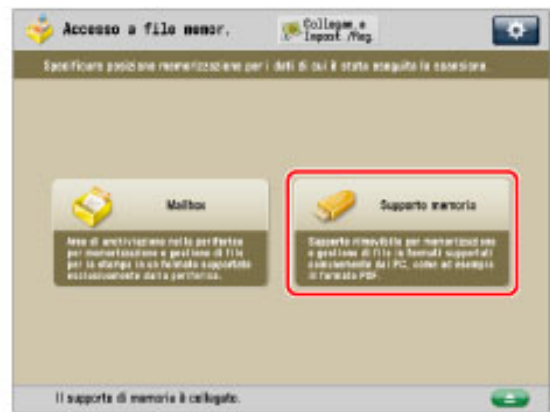 Accesso a file memor.
Collegam.e
Impost./Reg.
Specificare posizione memorizzazione per i dati di cui è stata eseguita la scansione.
Mailbox
Area di archiviazione nella periferica
per memorizzazione e gestione di file
per la stampa in un formato supportato
esclusivamente dalla periferica.
Supporto memoria
Supporto rimovibile per memorizzazione
e gestione di file in formati supportati
comunemente dai PC, come ad esempio
il formato PDF.
Il supporto di memoria è collegato.